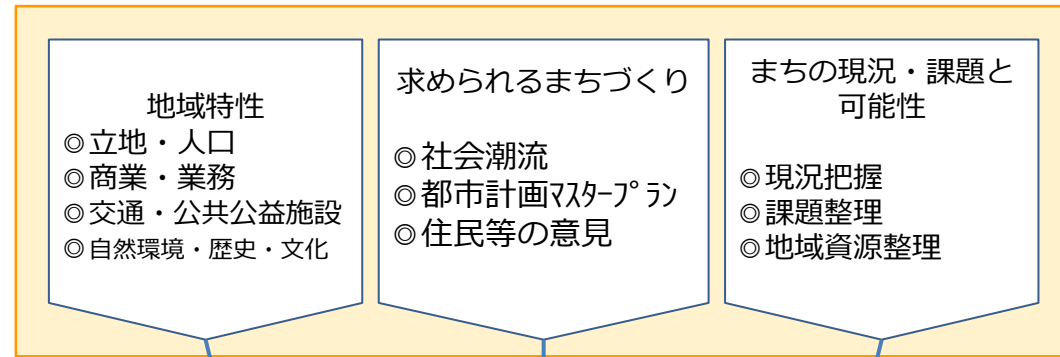 地域特性
◎立地・人口
◎商業・業務
◎交通・公共公益施設
◎自然環境・歴史・文化
求められるまちづくり
◎社会潮流
◎都市計画ﾏｽﾀｰﾌﾟﾗﾝ
◎住民等の意見
まちの現況・課題と
可能性
◎現況把握
◎課題整理
◎地域資源整理